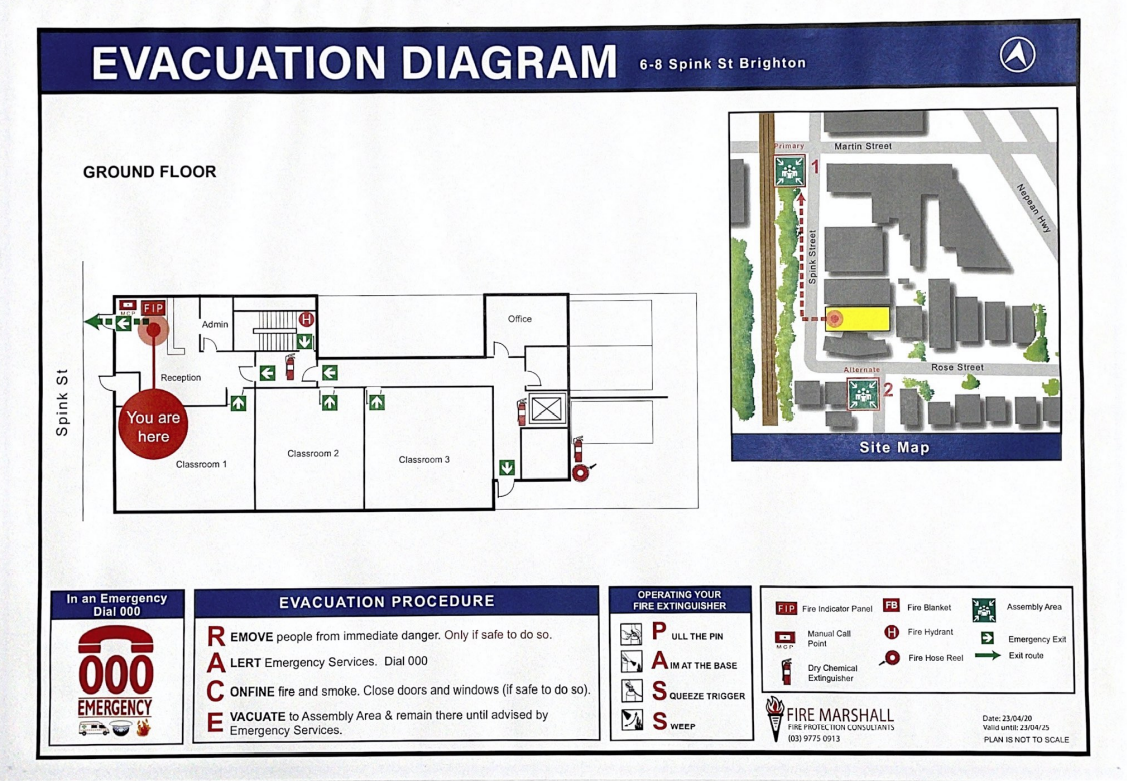 EVACUATION DIAGRAM 6-8 Spink St Brighton
GROUND FLOOR
MCP
FIP
H
Admin
Office
Reception
Spink St
You are
here
Classroom 1
Classroom 2
Classroom 3
Primary
1
Martin Street
Nepean Hwy
Spink Street
Rose Street
Alternate
2
Site Map
In an Emergency
Dial 000
000
EMERGENCY
EVACUATION PROCEDURE
REMOVE people from immediate danger. Only if safe to do so.
ALERT Emergency Services. Dial 000
CONFINE fire and smoke. Close doors and windows (if safe to do so).
EVACUATE to Assembly Area & remain there until advised by
Emergency Services.
OPERATING YOUR
FIRE EXTINGUISHER
PULL THE PIN
AIM AT THE BASE
SQUEEZE TRIGGER
SWEEP
FIP Fire Indicator Panel
MCP
Manual Call
Point
Dry Chemical
Extinguisher
FB Fire Blanket
H Fire Hydrant
Fire Hose Reel
Assembly Area
Emergency Exit
Exit route
FIRE MARSHALL
FIRE PROTECTION CONSULTANTS
(03) 9775 0913
Date: 23/04/20
Valid until: 23/04/25
PLAN IS NOT TO SCALE